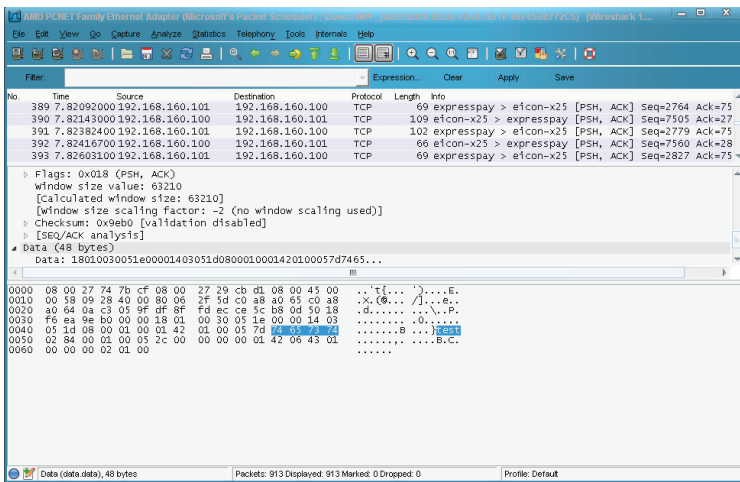 AMD PCNET Family Ethernet Adapter (Microsoft's Packet Scheduler) [Wireshark 1....
File Edit View Go Capture Analyze Statistics Telephony Tools Internals Help
Filter: Expression... Clear Apply Save
No. Time Source Destination Protocol Length Info
389 7.82092000 192.168.160.101 192.168.160.100 TCP 69 expresspay > eicon-x25 [PSH, ACK] Seq=2764 Ack=75
390 7.82143000 192.168.160.100 192.168.160.101 TCP 109 eicon-x25 > expresspay [PSH, ACK] Seq=7505 Ack=27
391 7.82382400 192.168.160.101 192.168.160.100 TCP 102 expresspay > eicon-x25 [PSH, ACK] Seq=2779 Ack=75
392 7.82416700 192.168.160.100 192.168.160.101 TCP 66 eicon-x25 > expresspay [PSH, ACK] Seq=7560 Ack=28
393 7.82603100 192.168.160.101 192.168.160.100 TCP 69 expresspay > eicon-x25 [PSH, ACK] Seq=2827 Ack=75
Flags: 0x018 (PSH, ACK)
Window size value: 63210
[Calculated window size: 63210]
[Window size scaling factor: -2 (no window scaling used)]
Checksum: 0x9eb0 [validation disabled]
[SEQ/ACK analysis]
Data (48 bytes)
Data: 18010030051e00001403051d0800010001420100057d7465...
0000 08 00 27 74 7b cf 08 00 27 29 cb d1 08 00 45 00 ..'t{... ')....E.
0010 00 58 09 28 40 00 80 06 2f 5d c0 a8 a0 65 c0 a8 .X.(@... /]...e..
0020 a0 64 0a c3 05 9f df 8f fd ec ce 5c b8 0d 50 18 .d...... ...\..P.
0030 f6 ea 9e b0 00 00 18 01 00 30 05 1e 00 00 14 03 ........ .0......
0040 05 1d 08 00 01 00 01 42 01 00 05 7d 74 65 73 74 .......B ...}test
0050 02 84 00 01 00 05 2c 00 00 00 00 01 42 06 43 01 ......,. ....B.C.
0060 00 00 00 02 01 00 ......
Data (data.data), 48 bytes Packets: 913 Displayed: 913 Marked: 0 Dropped: 0 Profile: Default